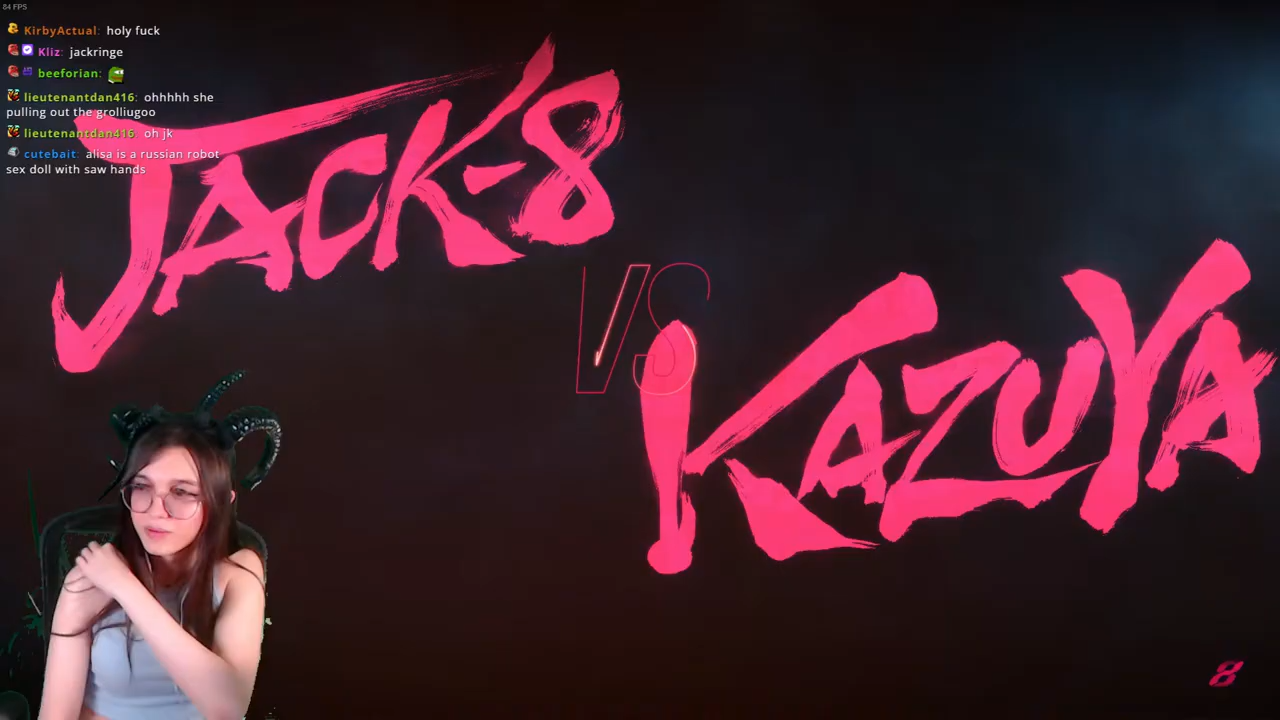 84 FPS
KirbyActual: holy fuck
Kliz: jackringe
beeforian:
lieutenantdan416: ohhhhh she
pulling out the grolliugoo
lieutenantdan416: oh jk
cutebait: alisa is a russian robot
sex doll with saw hands
JACK-8
VS
KAZUYA
8